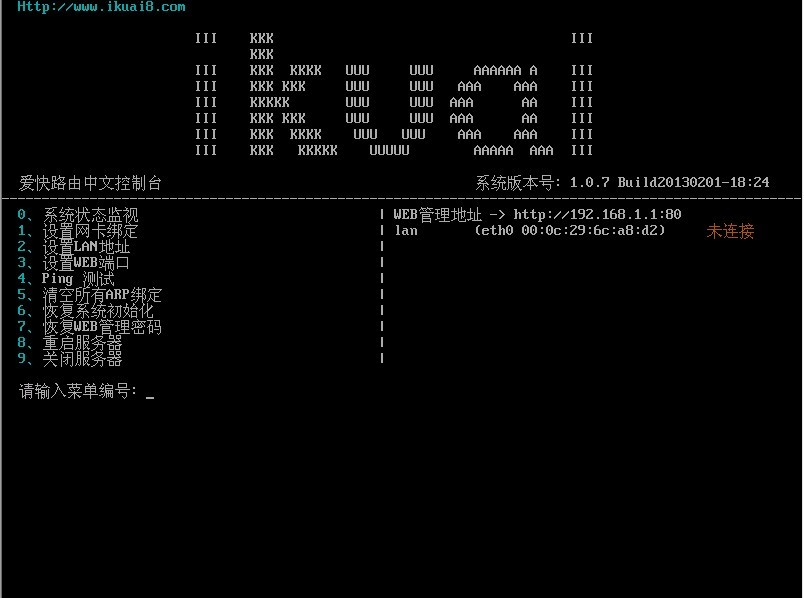 Http://www.ikuai8.com
III    KKK                                     III
       KKK
III    KKK  KKKK   UUU     UUU     AAAAAA A    III
III    KKK KKK     UUU     UUU   AAA    AAA    III
III    KKKKK       UUU     UUU  AAA      AA    III
III    KKK KKK     UUU     UUU  AAA      AA    III
III    KKK  KKKK    UUU   UUU    AAA    AAA    III
III    KKK   KKKKK    UUUUU        AAAAA  AAA  III
爱快路由中文控制台 系统版本号: 1.0.7 Build20130201-18:24
0、系统状态监视 | WEB管理地址 -> http://192.168.1.1:80
1、设置网卡绑定 | lan (eth0 00:0c:29:6c:a8:d2) 未连接
2、设置LAN地址 |
3、设置WEB端口 |
4、Ping 测试 |
5、清空所有ARP绑定 |
6、恢复系统初始化 |
7、恢复WEB管理密码 |
8、重启服务器 |
9、关闭服务器 |
请输入菜单编号: _